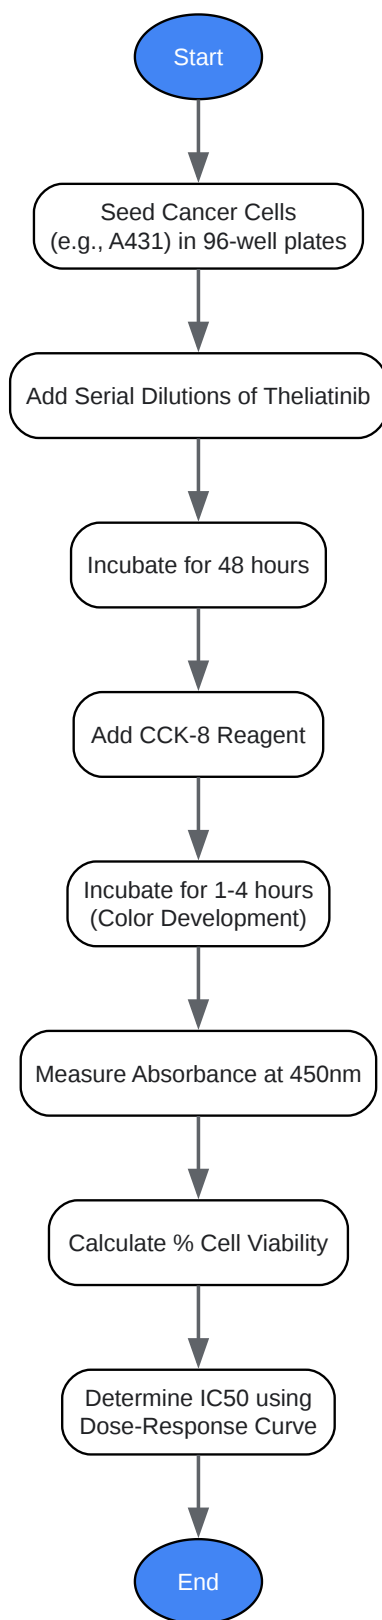 Start
Seed Cancer Cells
(e.g., A431) in 96-well plates
Add Serial Dilutions of Theliatinib
Incubate for 48 hours
Add CCK-8 Reagent
Incubate for 1-4 hours
(Color Development)
Measure Absorbance at 450nm
Calculate % Cell Viability
Determine IC50 using
Dose-Response Curve
End